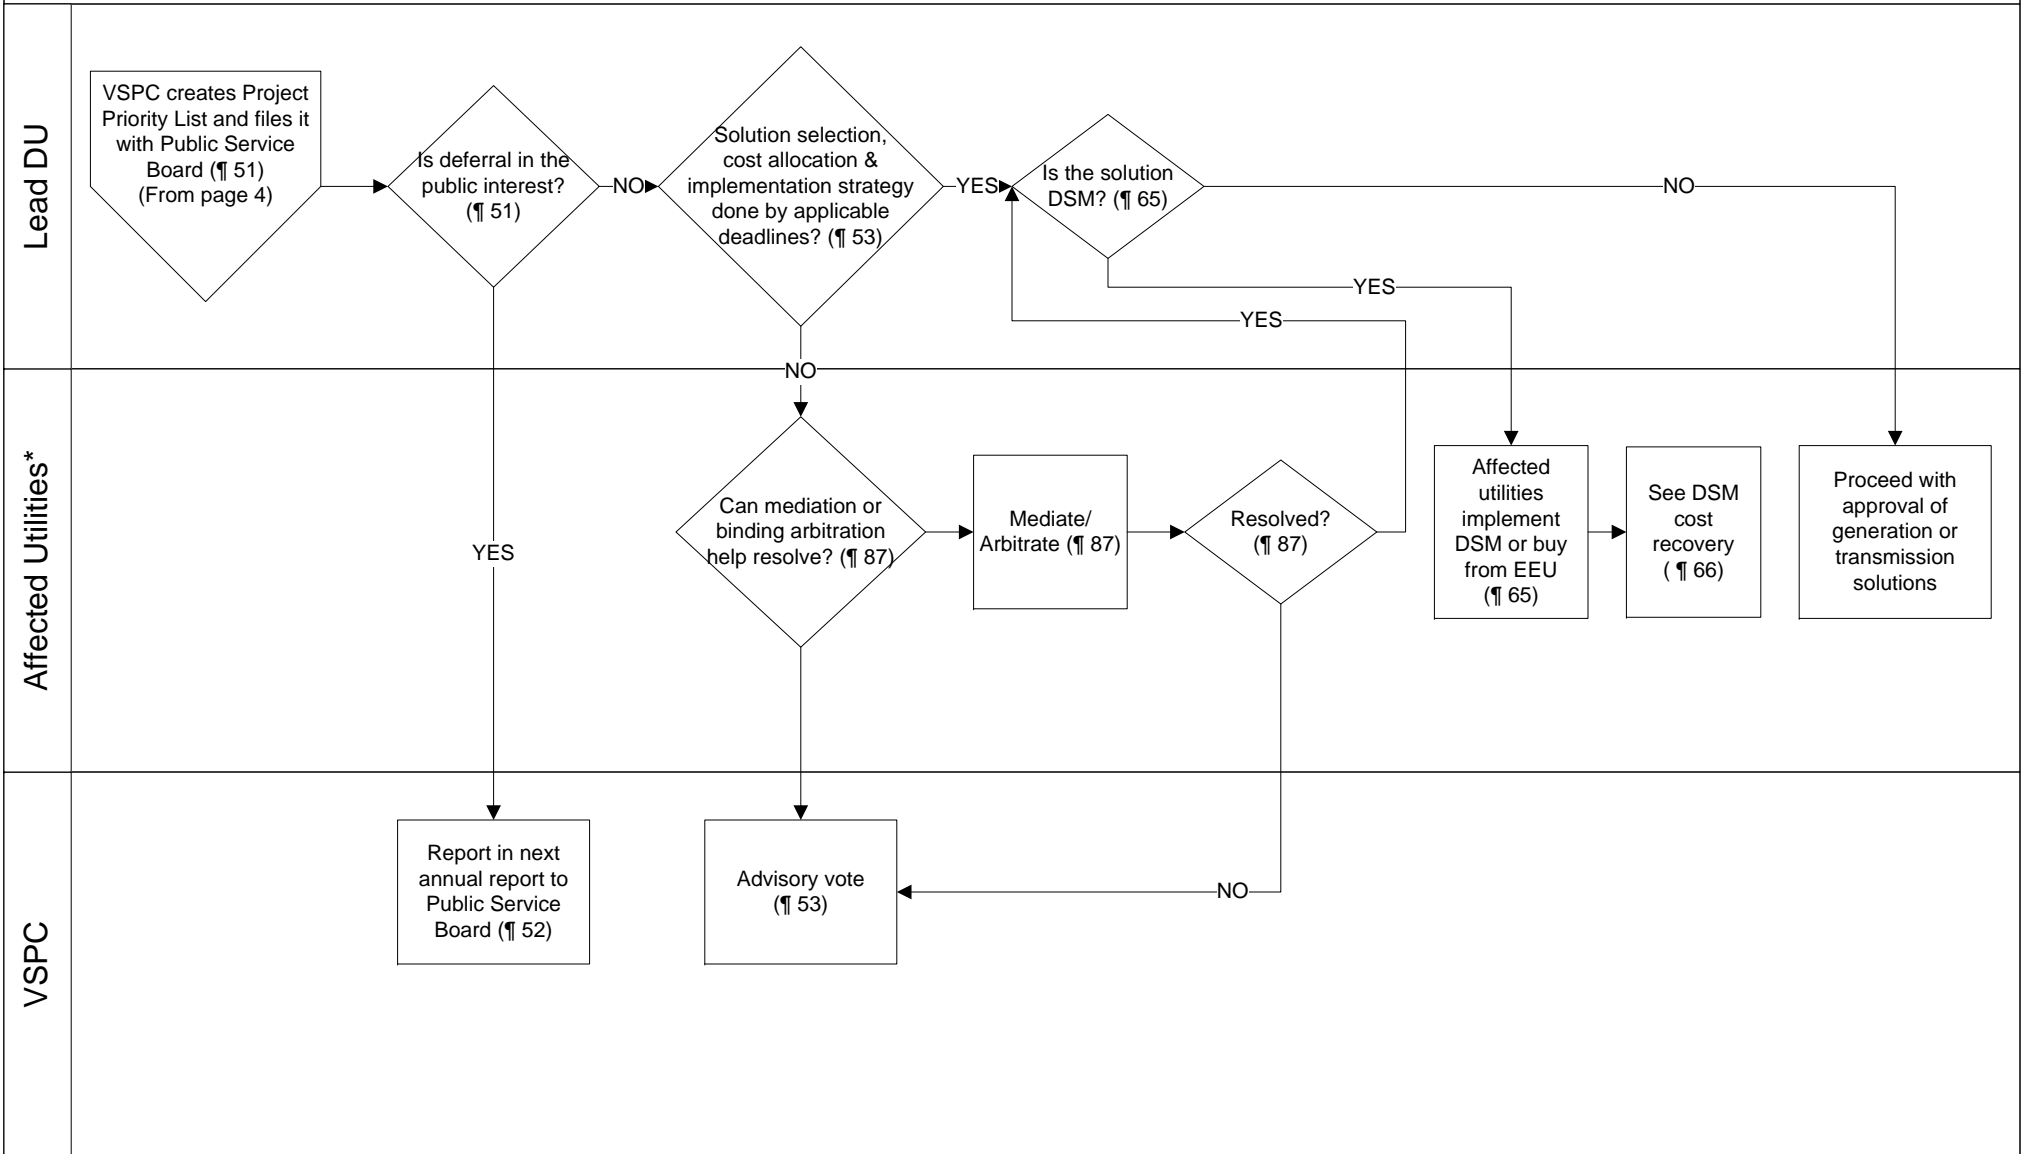 Lead DU
VSPC creates Project
Priority List and files it
with Public Service
Board (¶ 51)
(From page 4)
Is deferral in the
public interest?
(¶ 51)
NO
Solution selection,
cost allocation &
implementation strategy
done by applicable
deadlines? (¶ 53)
YES
Is the solution
DSM? (¶ 65)
NO
YES
YES
NO
Affected Utilities*
YES
Can mediation or
binding arbitration
help resolve? (¶ 87)
Mediate/
Arbitrate (¶ 87)
Resolved?
(¶ 87)
Affected
utilities
implement
DSM or buy
from EEU
(¶ 65)
See DSM
cost
recovery
( ¶ 66)
Proceed with
approval of
generation or
transmission
solutions
VSPC
Report in next
annual report to
Public Service
Board (¶ 52)
Advisory vote
(¶ 53)
NO